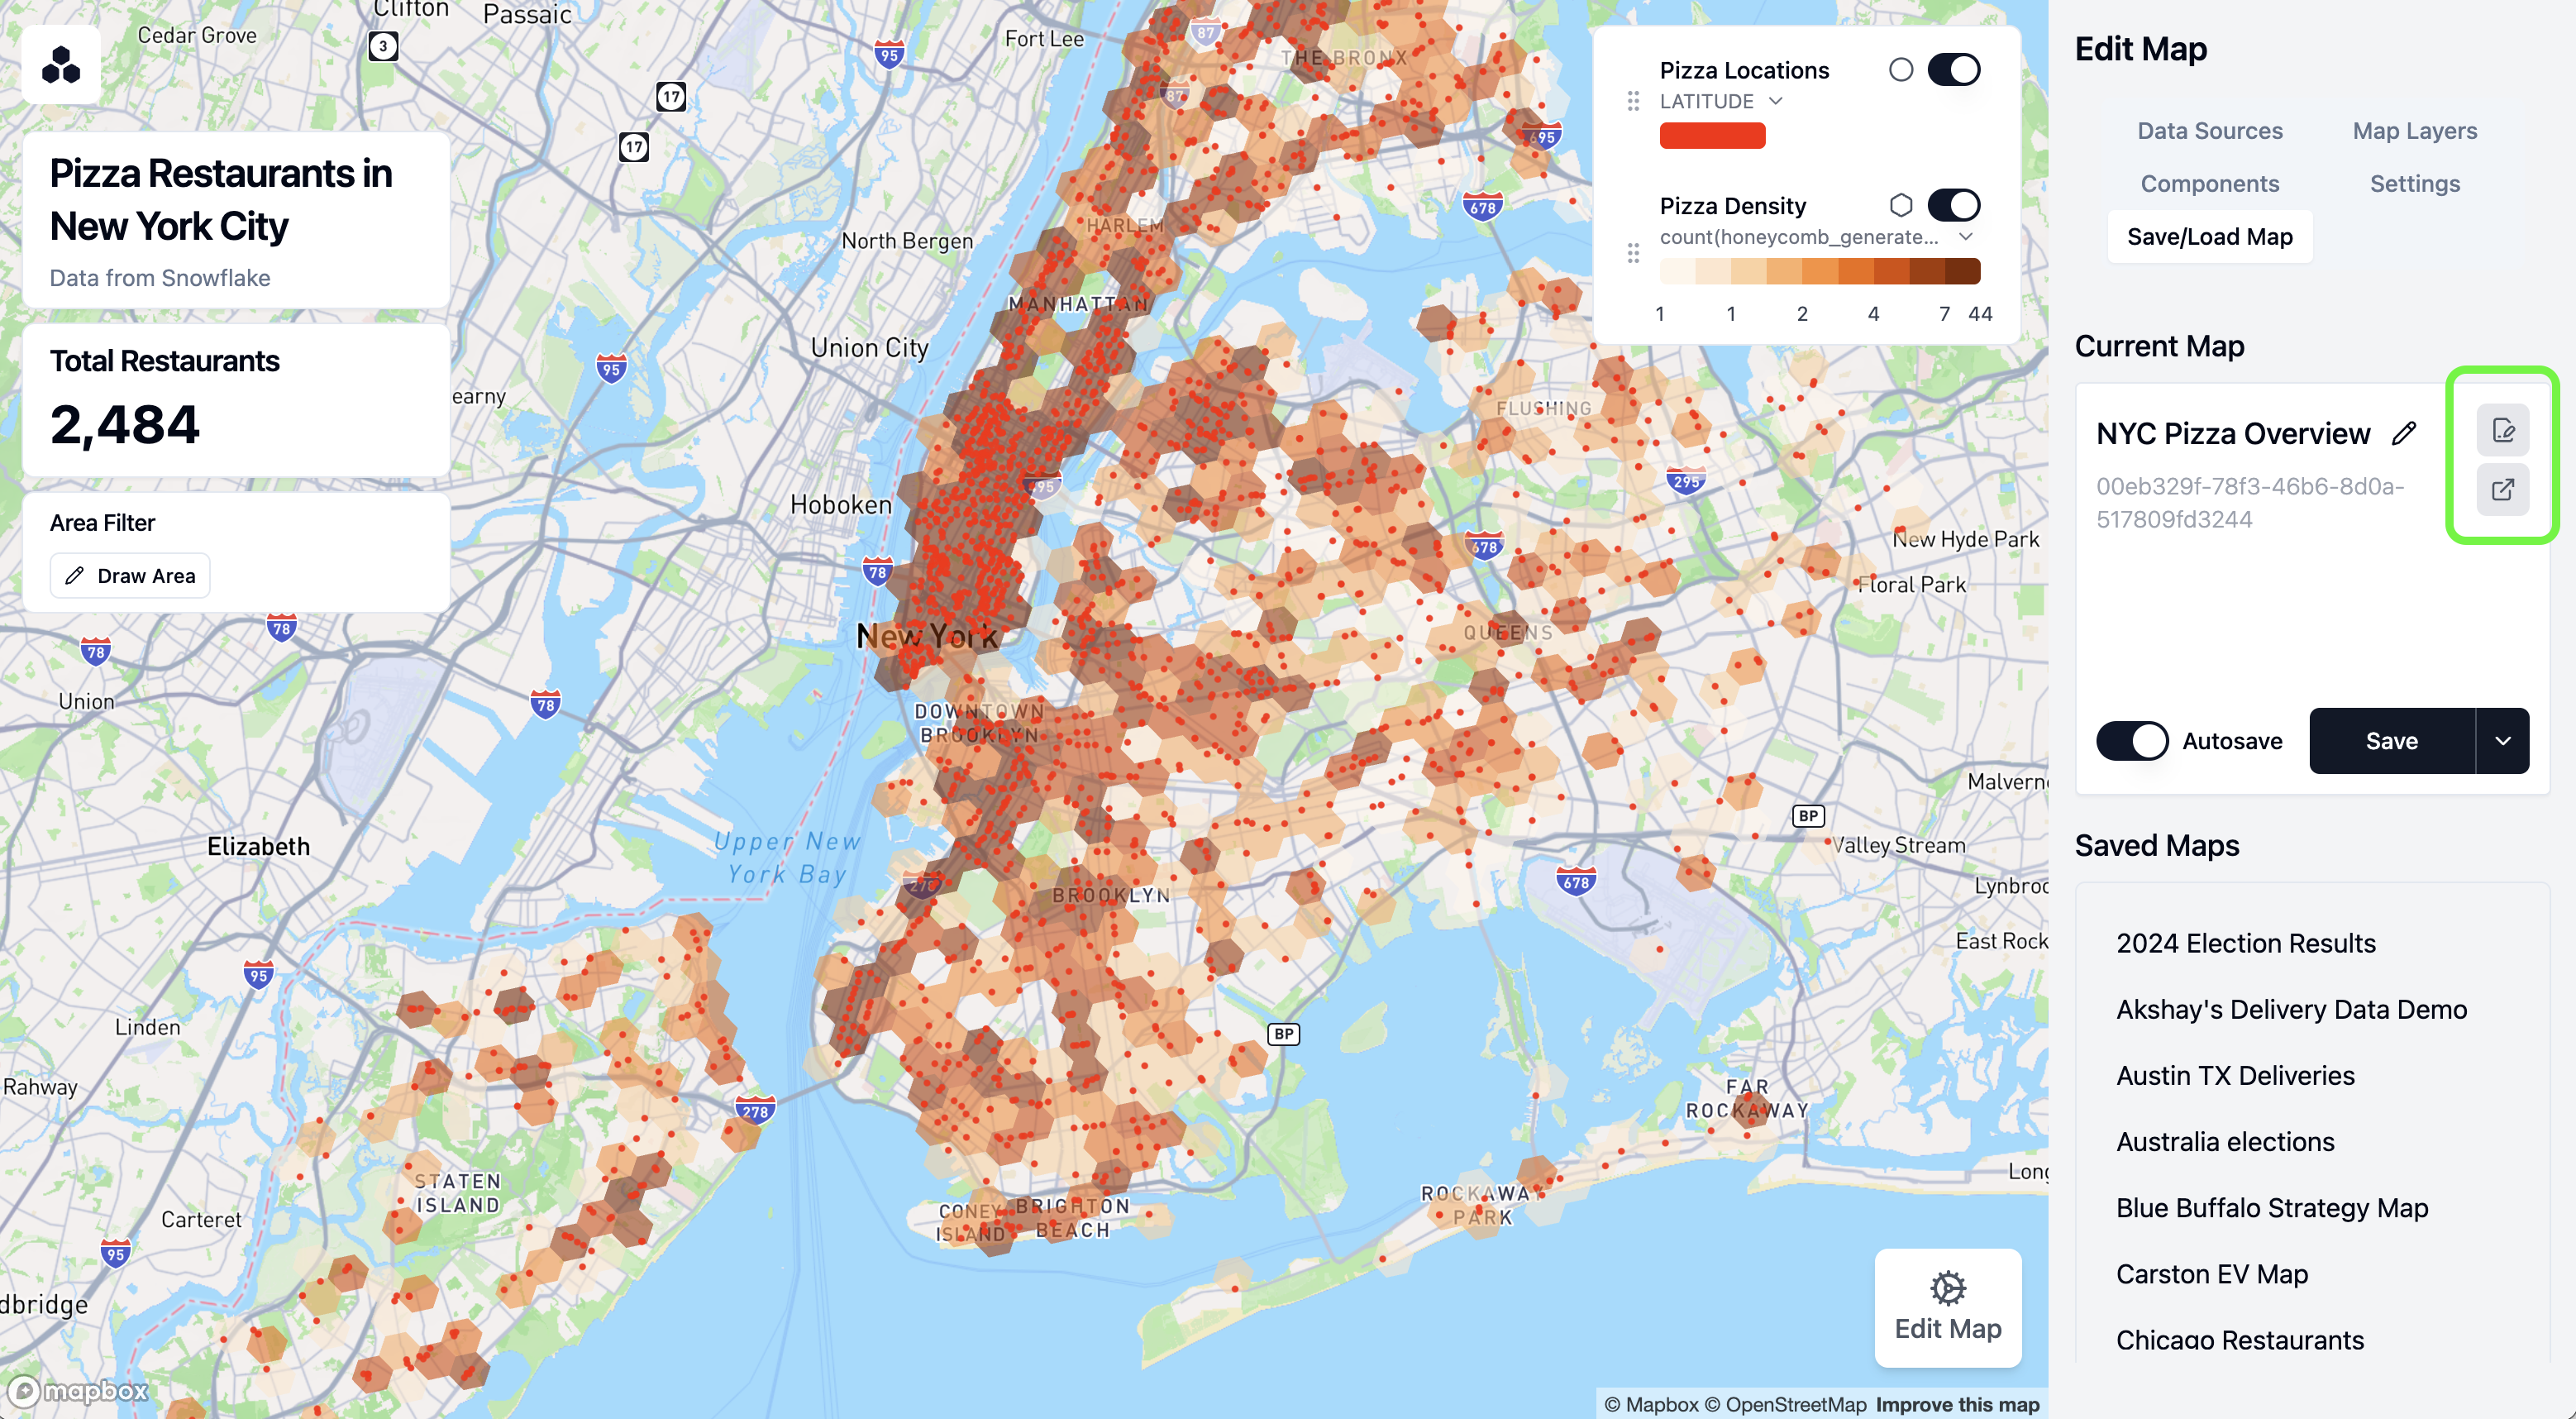 Pizza Restaurants in
New York City
Data from Snowflake
Total Restaurants
2,484
Area Filter
Draw Area
Clifton
Passaic
Cedar Grove
3
17
17
95
Fort Lee
87
THE BRONX
87
695
678
HARLEM
North Bergen
MANHATTAN
Union City
95
earny
FLUSHING
495
295
Hoboken
New Hyde Park
678
78
Floral Park
78
New York
QUEENS
78
Union
78
DOWNTOWN
BROOKLYN
Malvern
BP
Upper New
York Bay
Elizabeth
Valley Stream
278
678
Lynbroo
BROOKLYN
East Rock
95
Linden
BP
Rahway
FAR
ROCKAWAY
278
STATEN
ISLAND
Long
ROCKAWAY
PARK
CONEY
ISLAND
BRIGHTON
BEACH
Carteret
95
dbridge
mapbox
Pizza Locations
LATITUDE
Pizza Density
count(honeycomb_generate...
1 1 2 4 7 44
Edit Map
© Mapbox © OpenStreetMap Improve this map
Edit Map
Data Sources
Map Layers
Components
Settings
Save/Load Map
Current Map
NYC Pizza Overview
00eb329f-78f3-46b6-8d0a-
517809fd3244
Autosave
Save
Saved Maps
2024 Election Results
Akshay's Delivery Data Demo
Austin TX Deliveries
Australia elections
Blue Buffalo Strategy Map
Carston EV Map
Chicago Restaurants